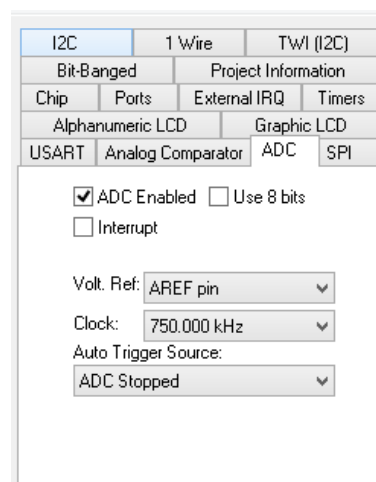 I2C 1 Wire TWI (I2C)
Bit-Banged Project Information
Chip Ports External IRQ Timers
Alphanumeric LCD Graphic LCD
USART Analog Comparator ADC SPI
ADC Enabled Use 8 bits
Interrupt
Volt. Ref: AREF pin
Clock: 750.000 kHz
Auto Trigger Source:
ADC Stopped